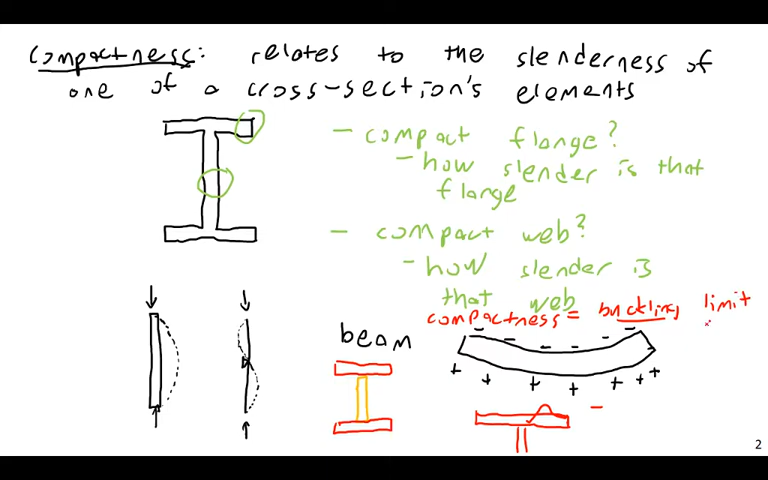 compactness: relates to the slenderness of
one of a cross-section's elements
- compact flange?
- how slender is that
flange
- compact web?
- how slender is
that web
compactness = buckling limit
beam
- - - - - -
+ + + + + + +
-
2